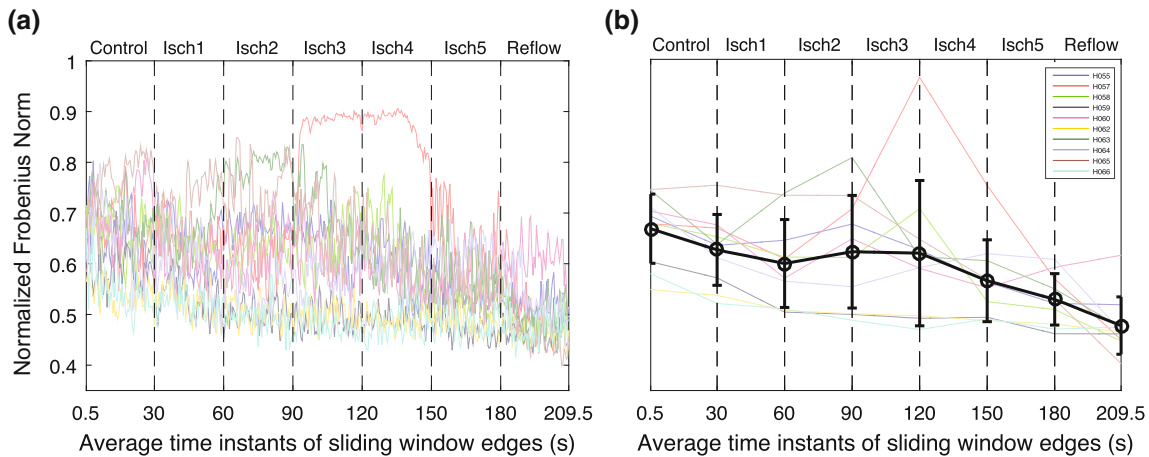 (a)
Control Isch1 Isch2 Isch3 Isch4 Isch5 Reflow
Normalized Frobenius Norm
1
0.9
0.8
0.7
0.6
0.5
0.4
0.5 30 60 90 120 150 180 209.5
Average time instants of sliding window edges (s)
(b)
Control Isch1 Isch2 Isch3 Isch4 Isch5 Reflow
H055
H057
H058
H059
H060
H062
H063
H064
H065
H066
0.5 30 60 90 120 150 180 209.5
Average time instants of sliding window edges (s)